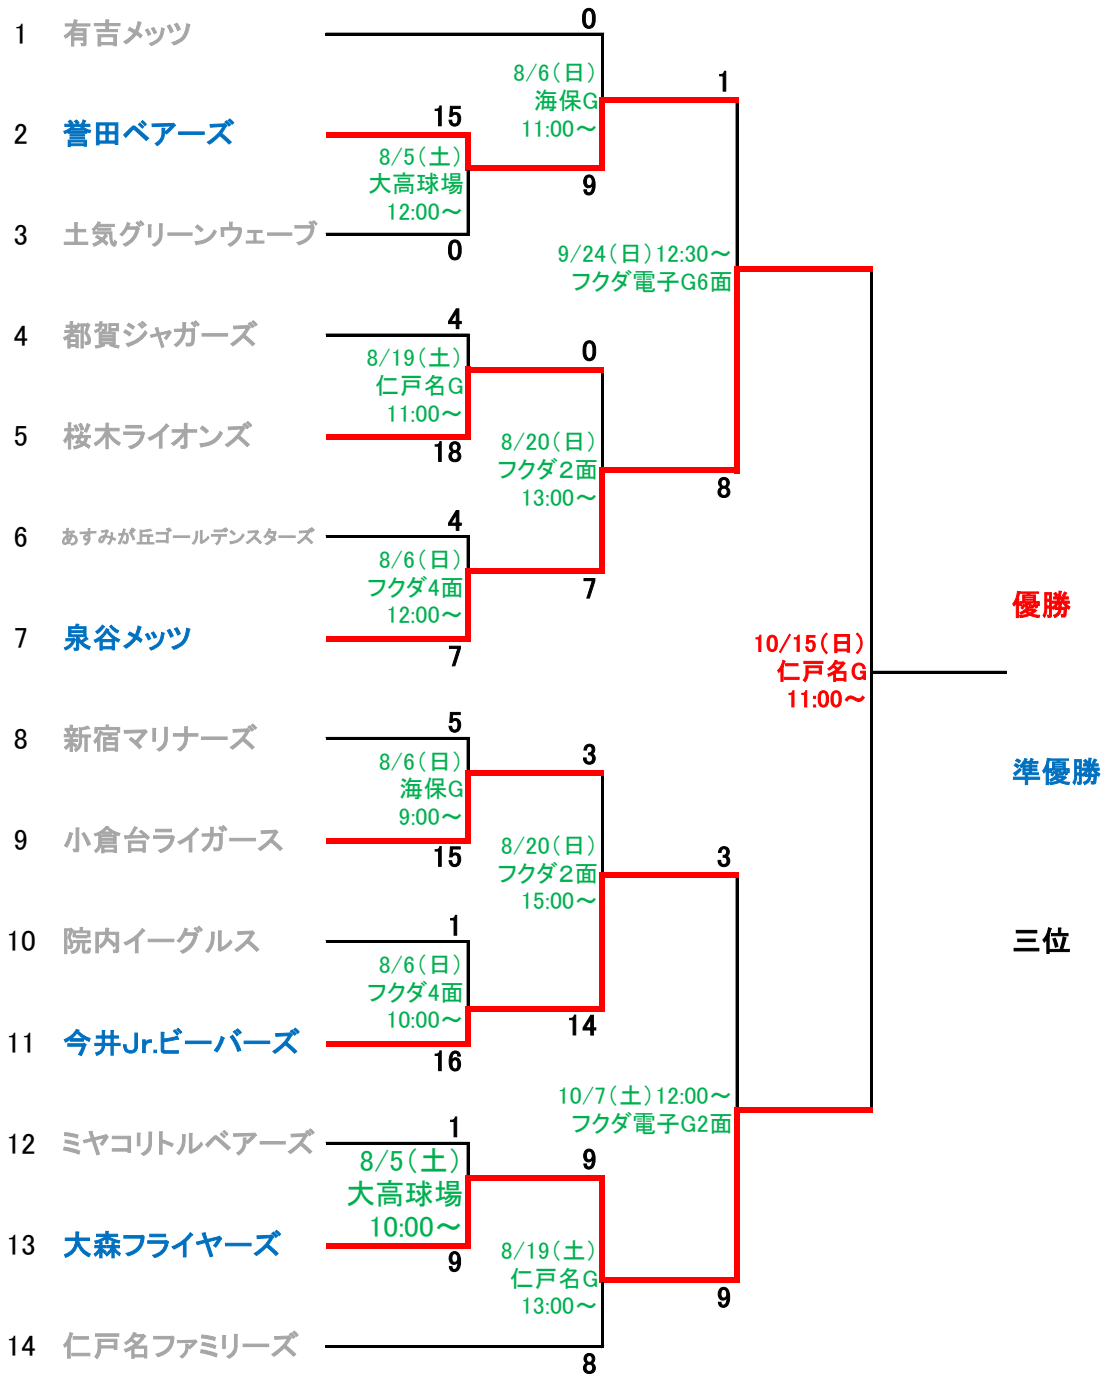 0
1 有吉メッツ
8/6(日)
海保G
11:00～
1
15
2 誉田ベアーズ
8/5(土)
大高球場
12:00～
9
3 土気グリーンウェーブ
0
9/24(日)12:30～
フクダ電子G6面
4
4 都賀ジャガーズ
0
8/19(土)
仁戸名G
11:00～
5 桜木ライオンズ
18
8/20(日)
フクダ２面
13:00～
8
4
6 あすみが丘ゴールデンスターズ
8/6(日)
フクダ4面
12:00～
7
7 泉谷メッツ
7
優勝
10/15(日)
仁戸名G
11:00～
5
8 新宿マリナーズ
3
8/6(日)
海保G
9:00～
準優勝
9 小倉台ライガース
15
8/20(日)
フクダ２面
15:00～
3
1
10 院内イーグルス
三位
8/6(日)
フクダ4面
10:00～
14
11 今井Jr.ビーバーズ
16
10/7(土)12:00～
フクダ電子G2面
1
12 ミヤコリトルベアーズ
9
8/5(土)
大高球場
10:00～
13 大森フライヤーズ
9
8/19(土)
仁戸名G
13:00～
9
14 仁戸名ファミリーズ
8